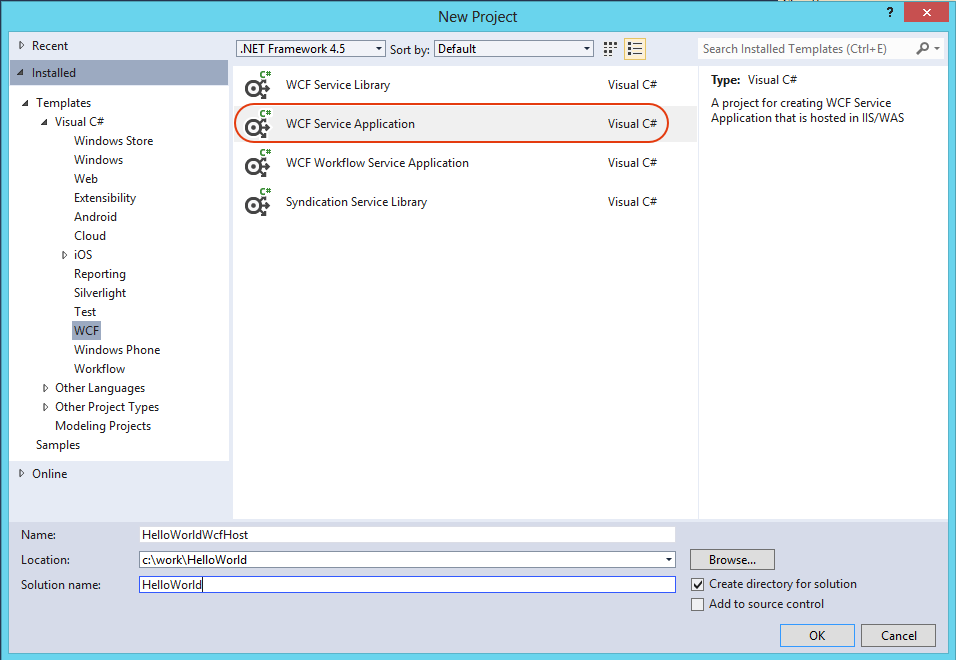 New Project
?
Recent
Installed
Templates
Visual C#
Windows Store
Windows
Web
Extensibility
Android
Cloud
iOS
Reporting
Silverlight
Test
WCF
Windows Phone
Workflow
Other Languages
Other Project Types
Modeling Projects
Samples
Online
.NET Framework 4.5 Sort by: Default
C# WCF Service Library Visual C#
C# WCF Service Application Visual C#
C# WCF Workflow Service Application Visual C#
C# Syndication Service Library Visual C#
Search Installed Templates (Ctrl+E)
Type: Visual C#
A project for creating WCF Service
Application that is hosted in IIS/WAS
Name: HelloWorldWcfHost
Location: c:\work\HelloWorld Browse...
Solution name: HelloWorld
Create directory for solution
Add to source control
OK Cancel